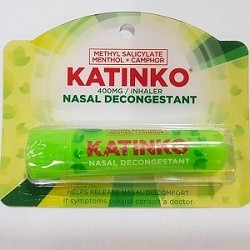 METHYL SALICYLATE
MENTHOL + CAMPHOR
KATINKO®
400MG / INHALER
NASAL DECONGESTANT
KATINKO®
NASAL DECONGESTANT
HELPS RELEASE NASAL DISCOMFORT
If symptoms persist consult a doctor.